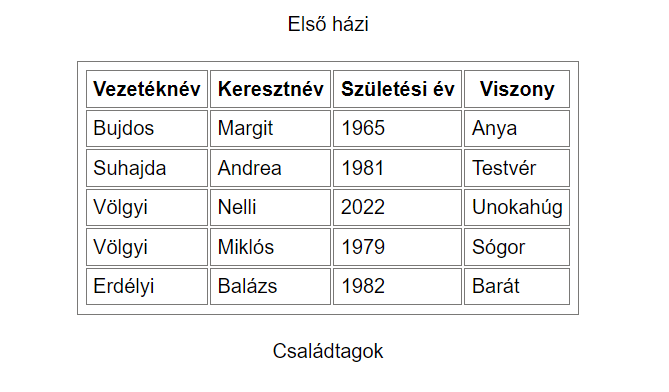 Első házi
Vezetéknév Keresztnév Születési év Viszony
Bujdos Margit 1965 Anya
Suhajda Andrea 1981 Testvér
Völgyi Nelli 2022 Unokahúg
Völgyi Miklós 1979 Sógor
Erdélyi Balázs 1982 Barát
Családtagok